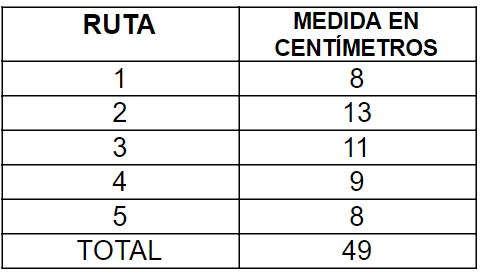 RUTA MEDIDA EN CENTÍMETROS
1 8
2 13
3 11
4 9
5 8
TOTAL 49